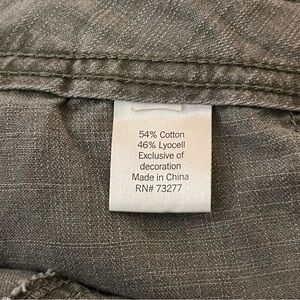 54% Cotton
46% Lyocell
Exclusive of
decoration
Made in China
RN# 73277